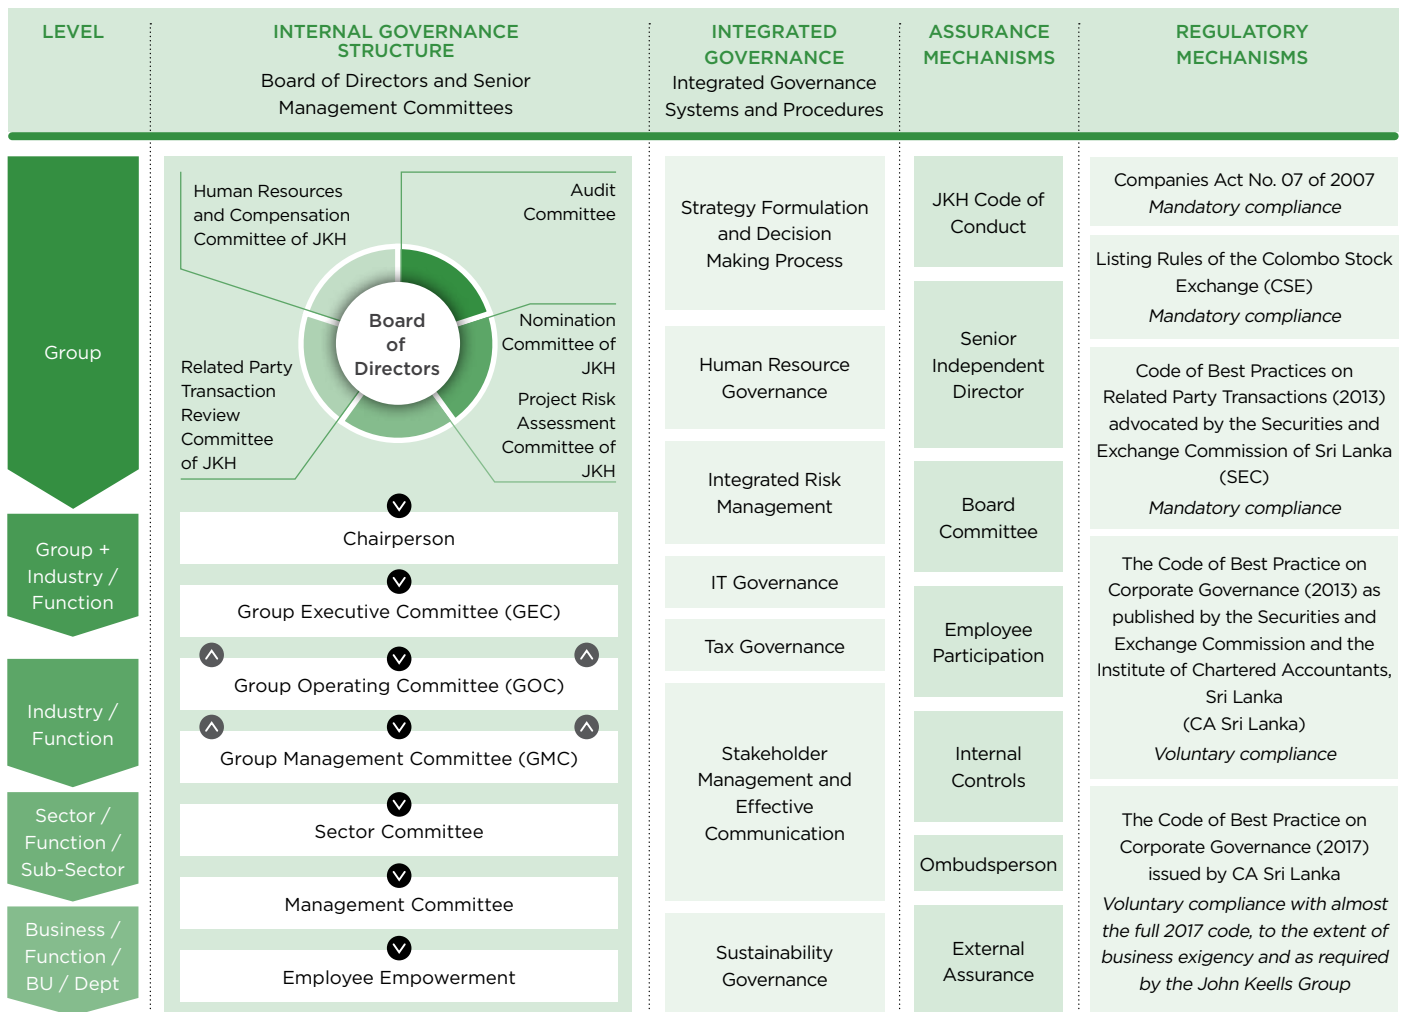 LEVEL
INTERNAL GOVERNANCE
STRUCTURE
Board of Directors and Senior
Management Committees
INTEGRATED
GOVERNANCE
Integrated Governance
Systems and Procedures
ASSURANCE
MECHANISMS
REGULATORY
MECHANISMS
Group
Group +
Industry /
Function
Industry /
Function
Sector /
Function /
Sub-Sector
Business /
Function /
BU / Dept
Human Resources
and Compensation
Committee of JKH
Audit
Committee
Board
of
Directors
Nomination
Committee of
JKH
Related Party
Transaction
Review
Committee
of JKH
Project Risk
Assessment
Committee of
JKH
Chairperson
Group Executive Committee (GEC)
Group Operating Committee (GOC)
Group Management Committee (GMC)
Sector Committee
Management Committee
Employee Empowerment
Strategy Formulation
and Decision
Making Process
Human Resource
Governance
Integrated Risk
Management
IT Governance
Tax Governance
Stakeholder
Management and
Effective
Communication
Sustainability
Governance
JKH Code of
Conduct
Senior
Independent
Director
Board
Committee
Employee
Participation
Internal
Controls
Ombudsperson
External
Assurance
Companies Act No. 07 of 2007
Mandatory compliance
Listing Rules of the Colombo Stock
Exchange (CSE)
Mandatory compliance
Code of Best Practices on
Related Party Transactions (2013)
advocated by the Securities and
Exchange Commission of Sri Lanka
(SEC)
Mandatory compliance
The Code of Best Practice on
Corporate Governance (2013) as
published by the Securities and
Exchange Commission and the
Institute of Chartered Accountants,
Sri Lanka
(CA Sri Lanka)
Voluntary compliance
The Code of Best Practice on
Corporate Governance (2017)
issued by CA Sri Lanka
Voluntary compliance with almost
the full 2017 code, to the extent of
business exigency and as required
by the John Keells Group